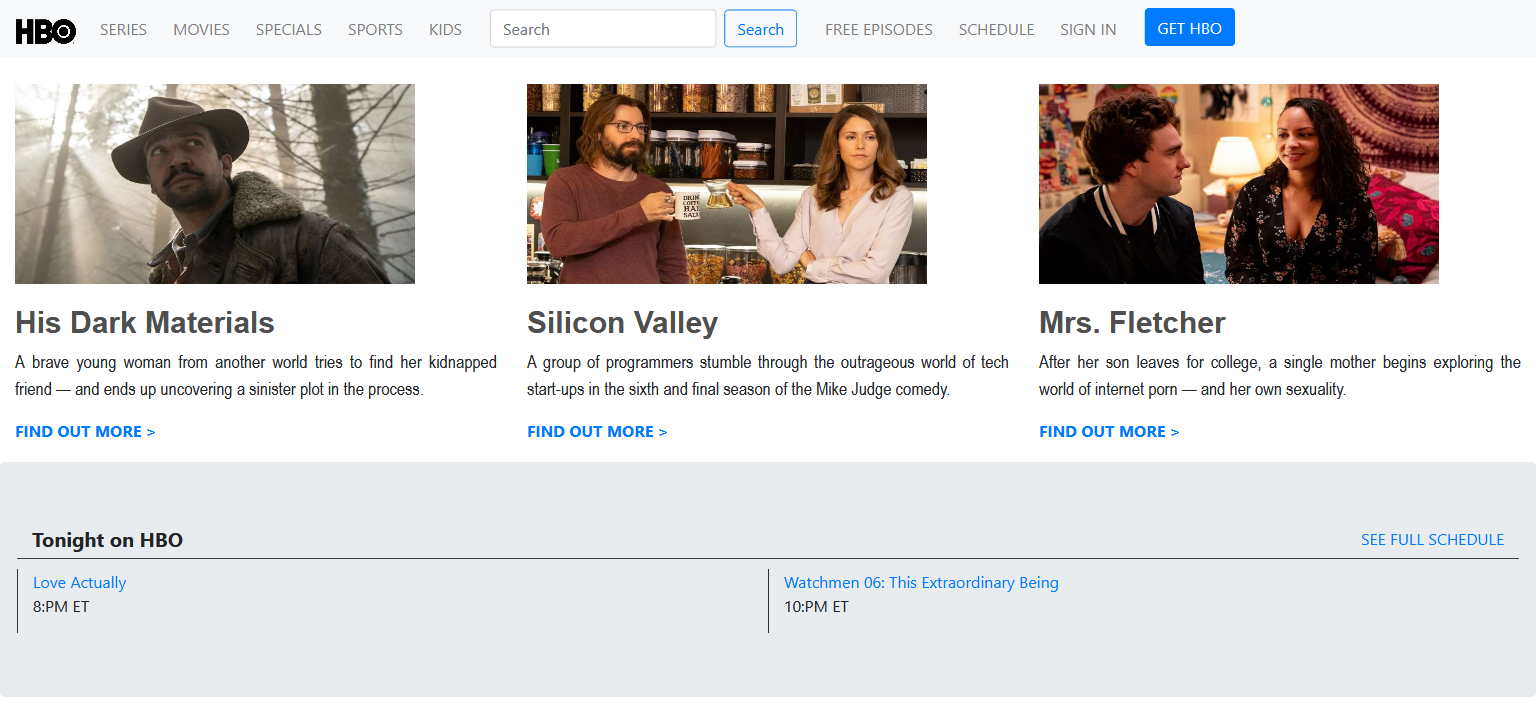 HBO SERIES MOVIES SPECIALS SPORTS KIDS Search Search FREE EPISODES SCHEDULE SIGN IN GET HBO
DRINK
COFFEE
HAIL
SATAN
His Dark Materials
A brave young woman from another world tries to find her kidnapped
friend — and ends up uncovering a sinister plot in the process.
FIND OUT MORE >
Silicon Valley
A group of programmers stumble through the outrageous world of tech
start-ups in the sixth and final season of the Mike Judge comedy.
FIND OUT MORE >
Mrs. Fletcher
After her son leaves for college, a single mother begins exploring the
world of internet porn — and her own sexuality.
FIND OUT MORE >
Tonight on HBO
SEE FULL SCHEDULE
Love Actually
8:PM ET
Watchmen 06: This Extraordinary Being
10:PM ET